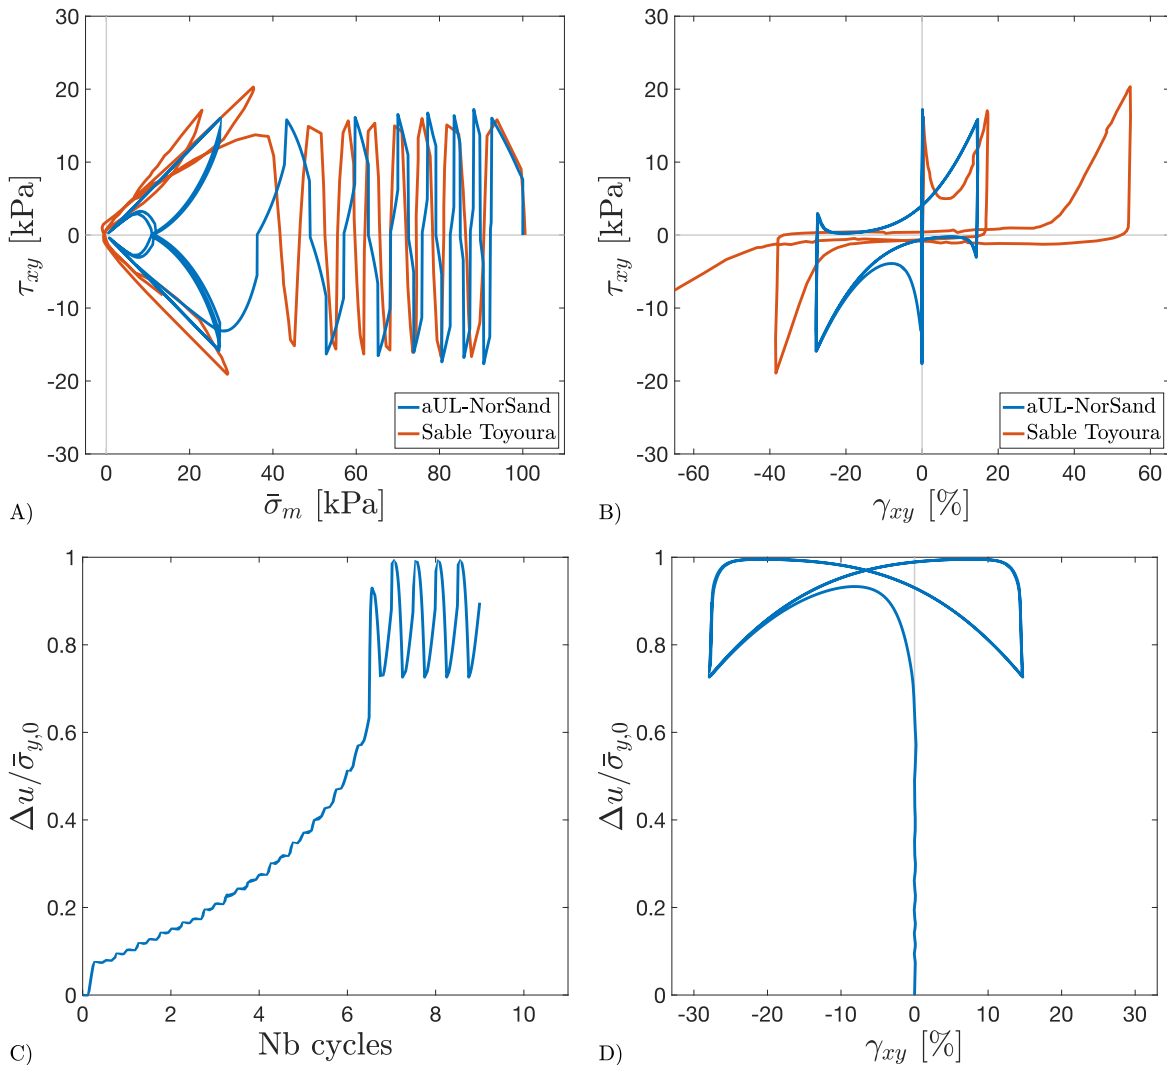 30
20
10
0
-10
-20
-30
τxy [kPa]
0 20 40 60 80 100
σ̄m [kPa]
aUL-NorSand
Sable Toyoura
A)
30
20
10
0
-10
-20
-30
τxy [kPa]
-60 -40 -20 0 20 40 60
γxy [%]
aUL-NorSand
Sable Toyoura
B)
1
0.8
0.6
0.4
0.2
0
Δu/σ̄y,0
0 2 4 6 8 10
Nb cycles
C)
1
0.8
0.6
0.4
0.2
0
Δu/σ̄y,0
-30 -20 -10 0 10 20 30
γxy [%]
D)